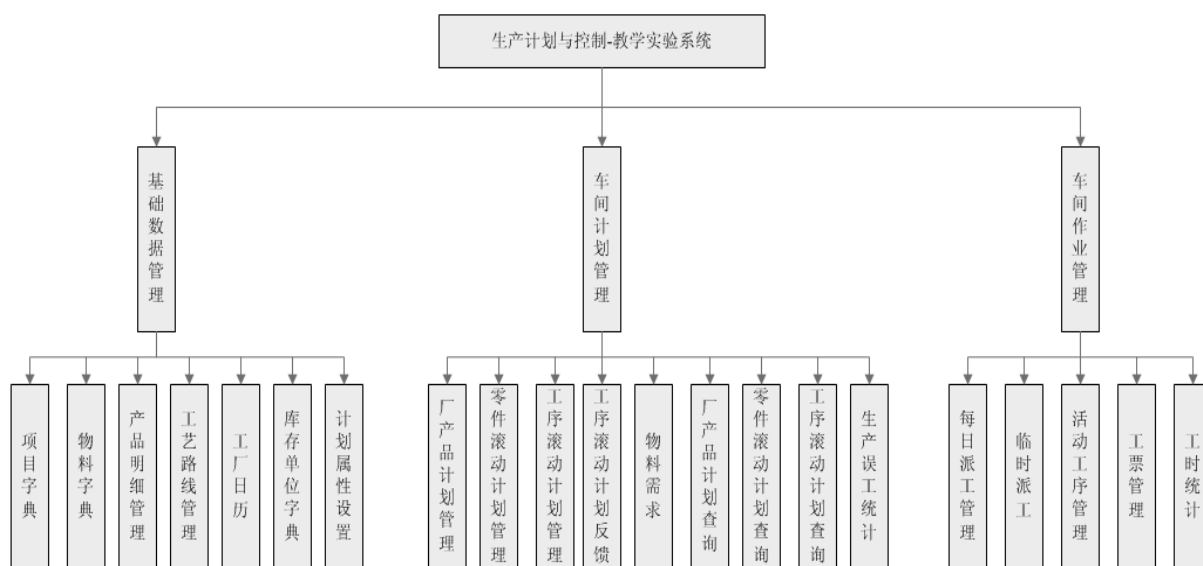 生产计划与控制-教学实验系统
基础数据管理
车间计划管理
车间作业管理
项目字典
物料字典
产品明细管理
工艺路线管理
工厂日历
库存单位字典
计划属性设置
厂产品计划管理
零件滚动计划管理
工序滚动计划管理
工序滚动计划反馈
物料需求
厂产品计划查询
零件滚动计划查询
工序滚动计划查询
生产误工统计
每日派工管理
临时派工
活动工序管理
工票管理
工时统计